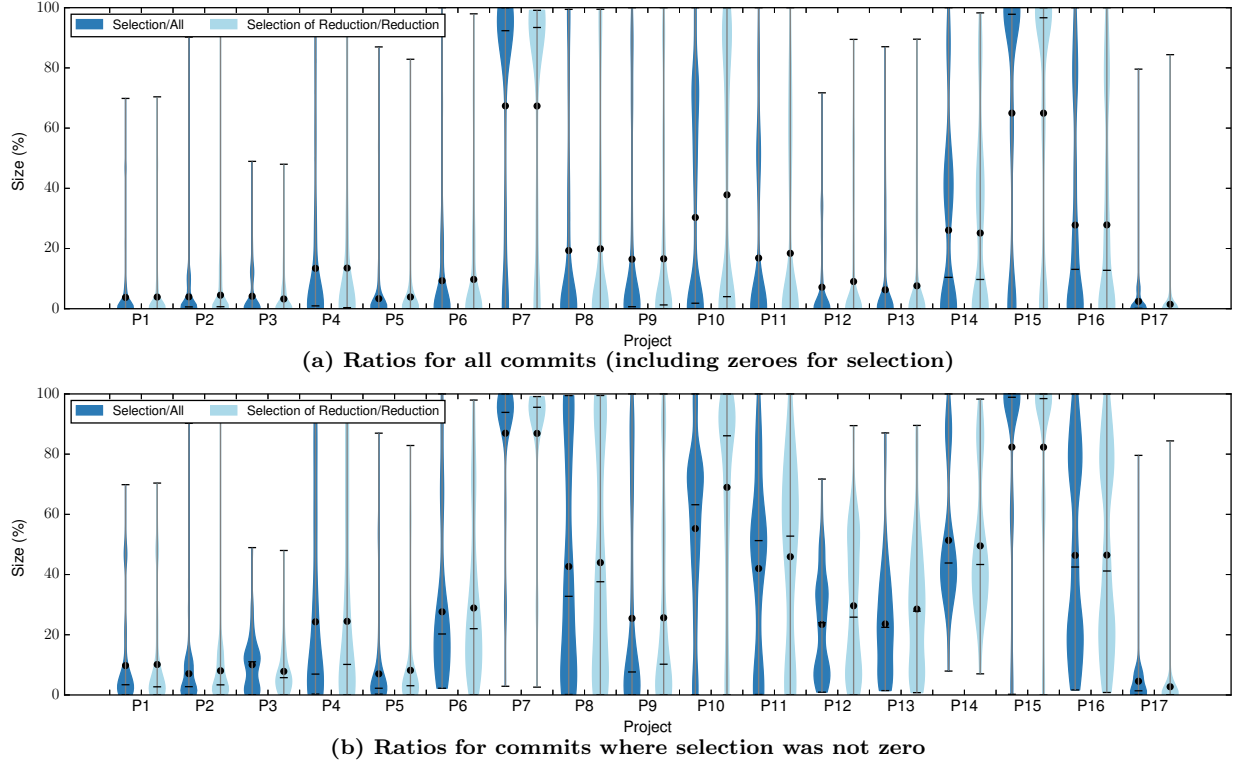 100
80
60
40
20
0
Size (%)
Selection/All
Selection of Reduction/Reduction
P1 P2 P3 P4 P5 P6 P7 P8 P9 P10 P11 P12 P13 P14 P15 P16 P17
Project
(a) Ratios for all commits (including zeroes for selection)
100
80
60
40
20
0
Size (%)
Selection/All
Selection of Reduction/Reduction
P1 P2 P3 P4 P5 P6 P7 P8 P9 P10 P11 P12 P13 P14 P15 P16 P17
Project
(b) Ratios for commits where selection was not zero